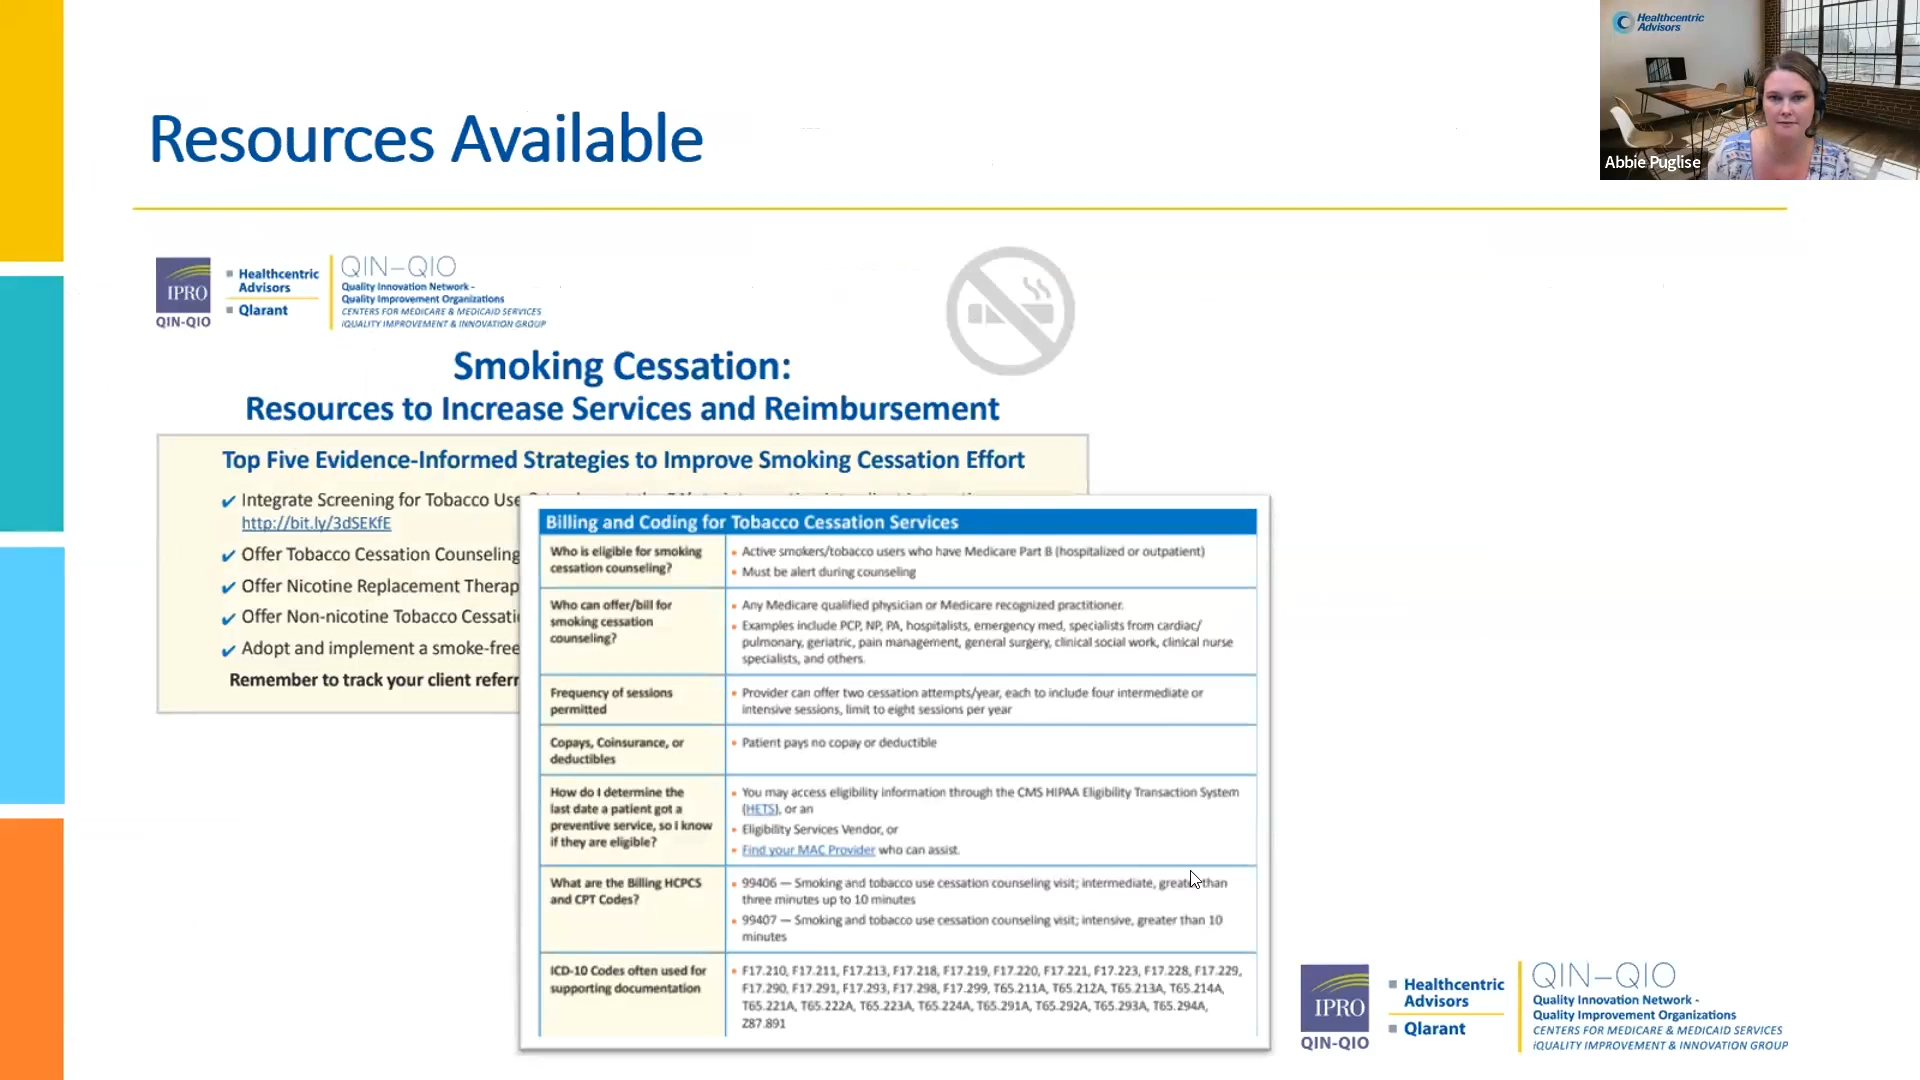 Healthcentric
Advisors
Abbie Puglise
Resources Available
IPRO
QIN-QIO
Healthcentric
Advisors
Qlarant
QIN–QIO
Quality Innovation Network -
Quality Improvement Organizations
CENTERS FOR MEDICARE & MEDICAID SERVICES
iQUALITY IMPROVEMENT & INNOVATION GROUP
Smoking Cessation:
Resources to Increase Services and Reimbursement
Top Five Evidence-Informed Strategies to Improve Smoking Cessation Effort
✔ Integrate Screening for Tobacco Use
http://bit.ly/3dSEKfE
✔ Offer Tobacco Cessation Counseling
✔ Offer Nicotine Replacement Therap
✔ Offer Non-nicotine Tobacco Cessati
✔ Adopt and implement a smoke-free
Remember to track your client referr
Billing and Coding for Tobacco Cessation Services
Who is eligible for smoking
cessation counseling?
• Active smokers/tobacco users who have Medicare Part B (hospitalized or outpatient)
• Must be alert during counseling
Who can offer/bill for
smoking cessation
counseling?
• Any Medicare qualified physician or Medicare recognized practitioner.
• Examples include PCP, NP, PA, hospitalists, emergency med, specialists from cardiac/
pulmonary, geriatric, pain management, general surgery, clinical social work, clinical nurse
specialists, and others.
Frequency of sessions
permitted
• Provider can offer two cessation attempts/year, each to include four intermediate or
intensive sessions, limit to eight sessions per year
Copays, Coinsurance, or
deductibles
• Patient pays no copay or deductible
How do I determine the
last date a patient got a
preventive service, so I know
if they are eligible?
• You may access eligibility information through the CMS HIPAA Eligibility Transaction System
(HETS), or an
• Eligibility Services Vendor, or
• Find your MAC Provider who can assist.
What are the Billing HCPCS
and CPT Codes?
• 99406 — Smoking and tobacco use cessation counseling visit; intermediate, greater than
three minutes up to 10 minutes
• 99407 — Smoking and tobacco use cessation counseling visit; intensive, greater than 10
minutes
ICD-10 Codes often used for
supporting documentation
• F17.210, F17.211, F17.213, F17.218, F17.219, F17.220, F17.221, F17.223, F17.228, F17.229,
F17.290, F17.291, F17.293, F17.298, F17.299, T65.211A, T65.212A, T65.213A, T65.214A,
T65.221A, T65.222A, T65.223A, T65.224A, T65.291A, T65.292A, T65.293A, T65.294A,
Z87.891
IPRO
QIN-QIO
Healthcentric
Advisors
Qlarant
QIN–QIO
Quality Innovation Network -
Quality Improvement Organizations
CENTERS FOR MEDICARE & MEDICAID SERVICES
iQUALITY IMPROVEMENT & INNOVATION GROUP